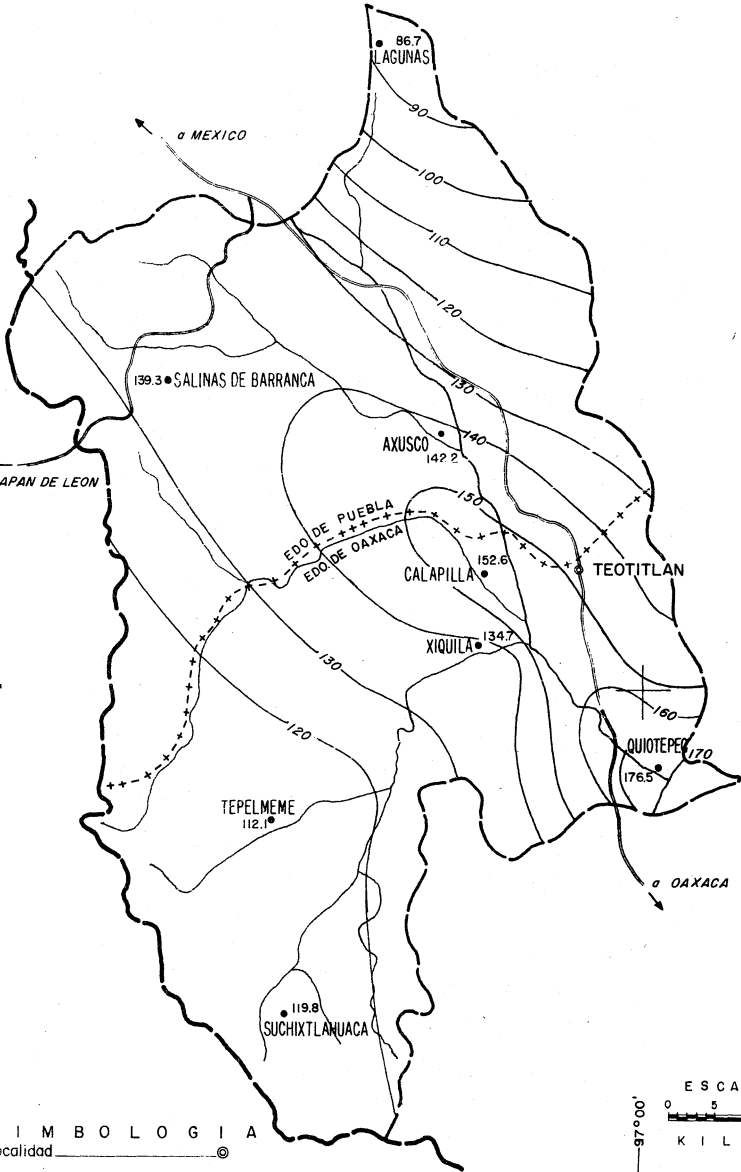 86.7
LAGUNAS
90
a MEXICO
100
110
120
139.3 SALINAS DE BARRANCA
130
140
AXUSCO
142.2
APAN DE LEON
150
EDO. DE PUEBLA
EDO. DE OAXACA
152.6
CALAPILLA
TEOTITLAN
134.7
XIQUILA
130
160
120
QUIOTEPEC
170
176.5
TEPELMEME
112.1
a OAXACA
119.8
SUCHIXTLAHUACA
ESCA
0 5
KIL
97°00'
IMBOLOGIA
ocalidad